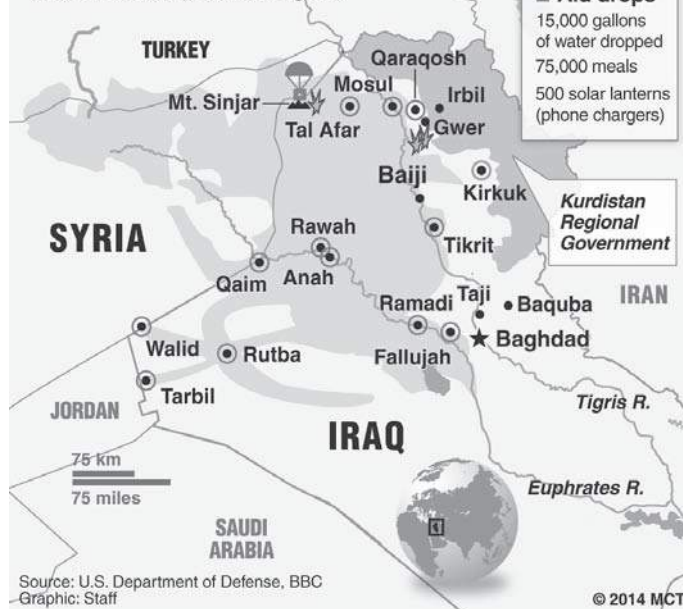 Aid drops
15,000 gallons
of water dropped
75,000 meals
500 solar lanterns
(phone chargers)
TURKEY
Qaraqosh
Mosul
Irbil
Mt. Sinjar
Tal Afar
Gwer
Baiji
Kirkuk
Kurdistan
Regional
Government
SYRIA
Rawah
Tikrit
Qaim
Anah
IRAN
Ramadi
Taji
Baquba
Walid
Rutba
Fallujah
Baghdad
Tarbil
JORDAN
Tigris R.
IRAQ
75 km
75 miles
Euphrates R.
SAUDI
ARABIA
Source: U.S. Department of Defense, BBC
Graphic: Staff
© 2014 MCT